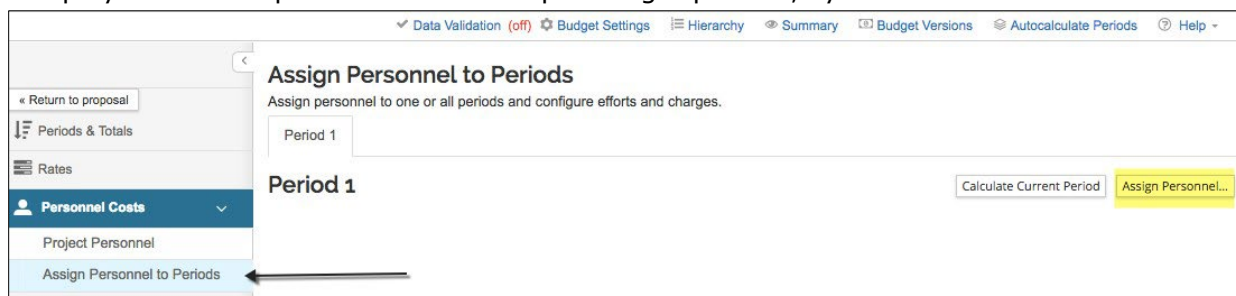 Data Validation (off) Budget Settings Hierarchy Summary Budget Versions Autocalculate Periods Help
« Return to proposal
Periods & Totals
Rates
Personnel Costs
Project Personnel
Assign Personnel to Periods
Assign Personnel to Periods
Assign personnel to one or all periods and configure efforts and charges.
Period 1
Period 1
Calculate Current Period Assign Personnel...